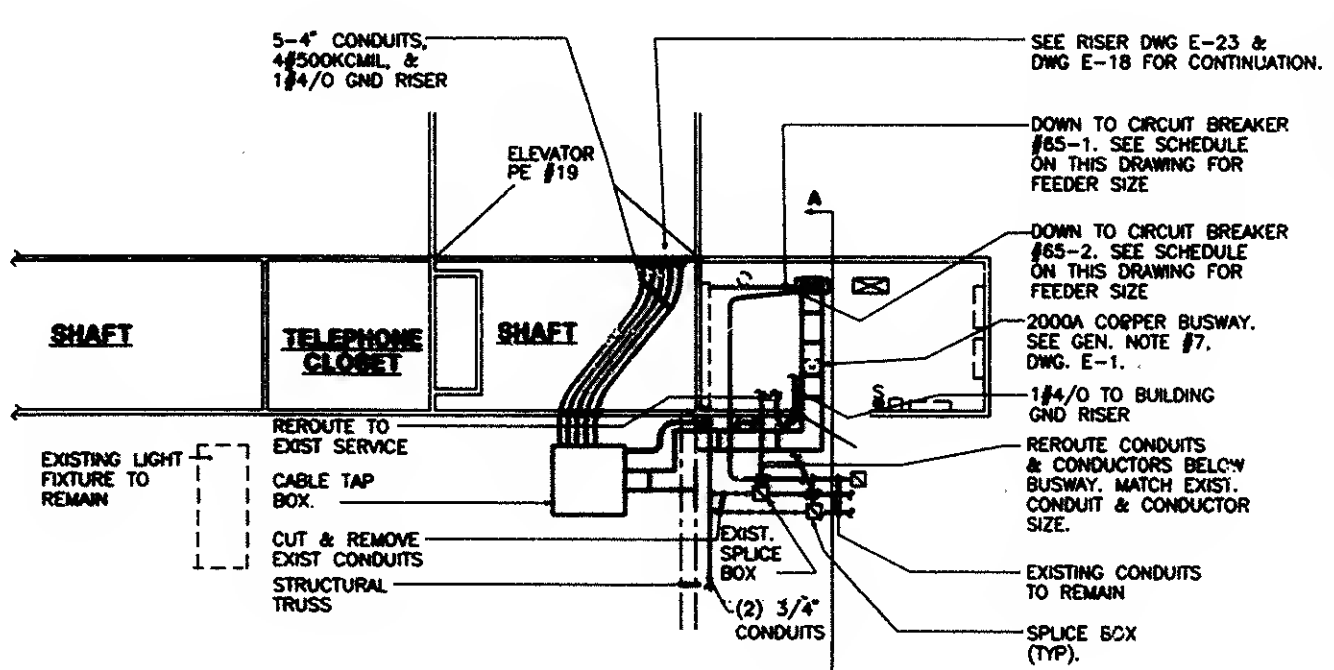 5-4" CONDUITS,
4#500KCMIL, &
1#4/0 GND RISER
SEE RISER DWG E-23 &
DWG E-18 FOR CONTINUATION.
ELEVATOR
PE #19
DOWN TO CIRCUIT BREAKER
#65-1. SEE SCHEDULE
ON THIS DRAWING FOR
FEEDER SIZE
A
DOWN TO CIRCUIT BREAKER
#65-2. SEE SCHEDULE
ON THIS DRAWING FOR
FEEDER SIZE
SHAFT
TELEPHONE
CLOSET
SHAFT
2000A COPPER BUSWAY.
SEE GEN. NOTE #7,
DWG. E-1.
S
1#4/0 TO BUILDING
GND RISER
REROUTE TO
EXIST SERVICE
EXISTING LIGHT
FIXTURE TO
REMAIN
CABLE TAP
BOX.
REROUTE CONDUITS
& CONDUCTORS BELOW
BUSWAY. MATCH EXIST.
CONDUIT & CONDUCTOR
SIZE.
CUT & REMOVE
EXIST CONDUITS
EXIST.
SPLICE
BOX
STRUCTURAL
TRUSS
EXISTING CONDUITS
TO REMAIN
(2) 3/4"
CONDUITS
SPLICE BOX
(TYP).